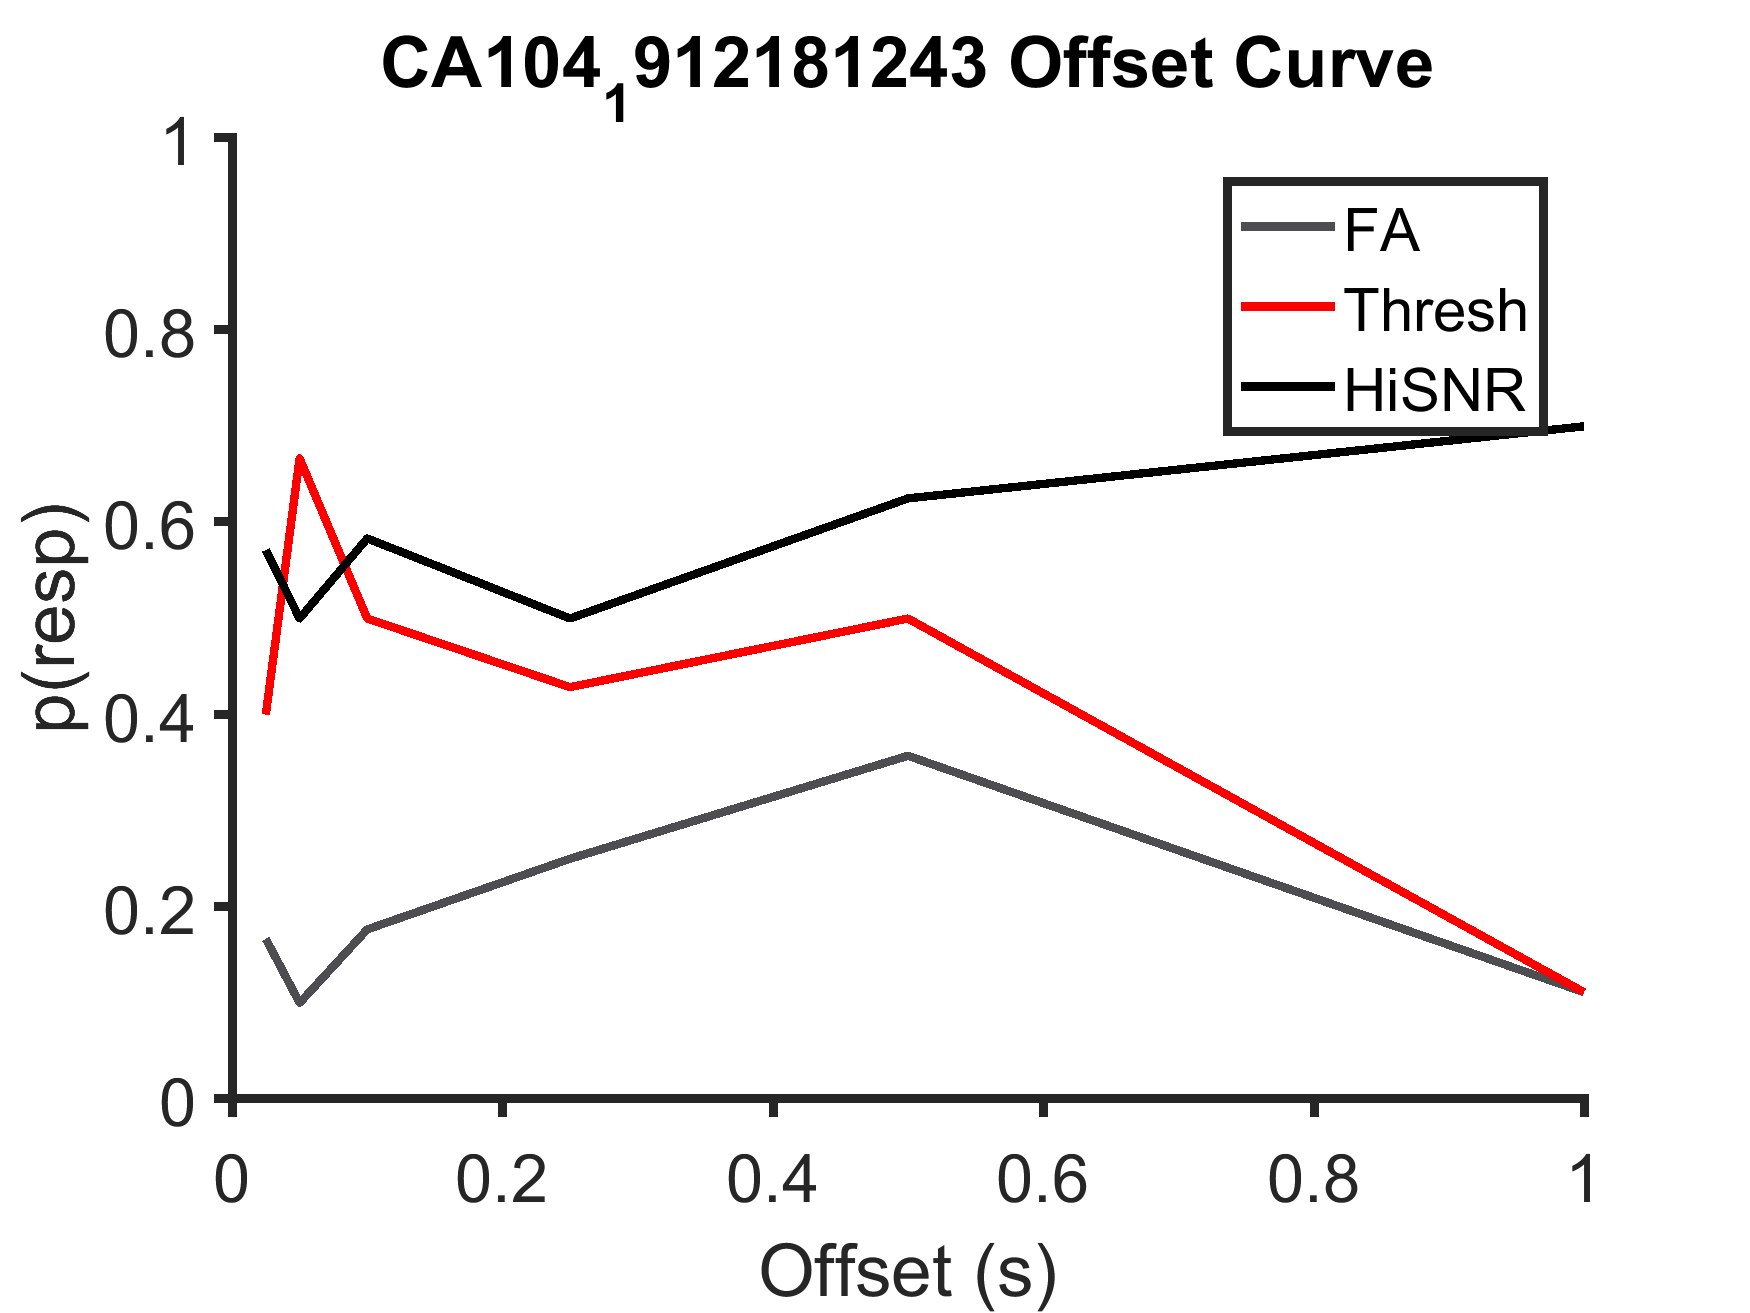 CA104₁912181243 Offset Curve
1
0.8
0.6
0.4
0.2
0
p(resp)
FA
Thresh
HiSNR
0 0.2 0.4 0.6 0.8 1
Offset (s)